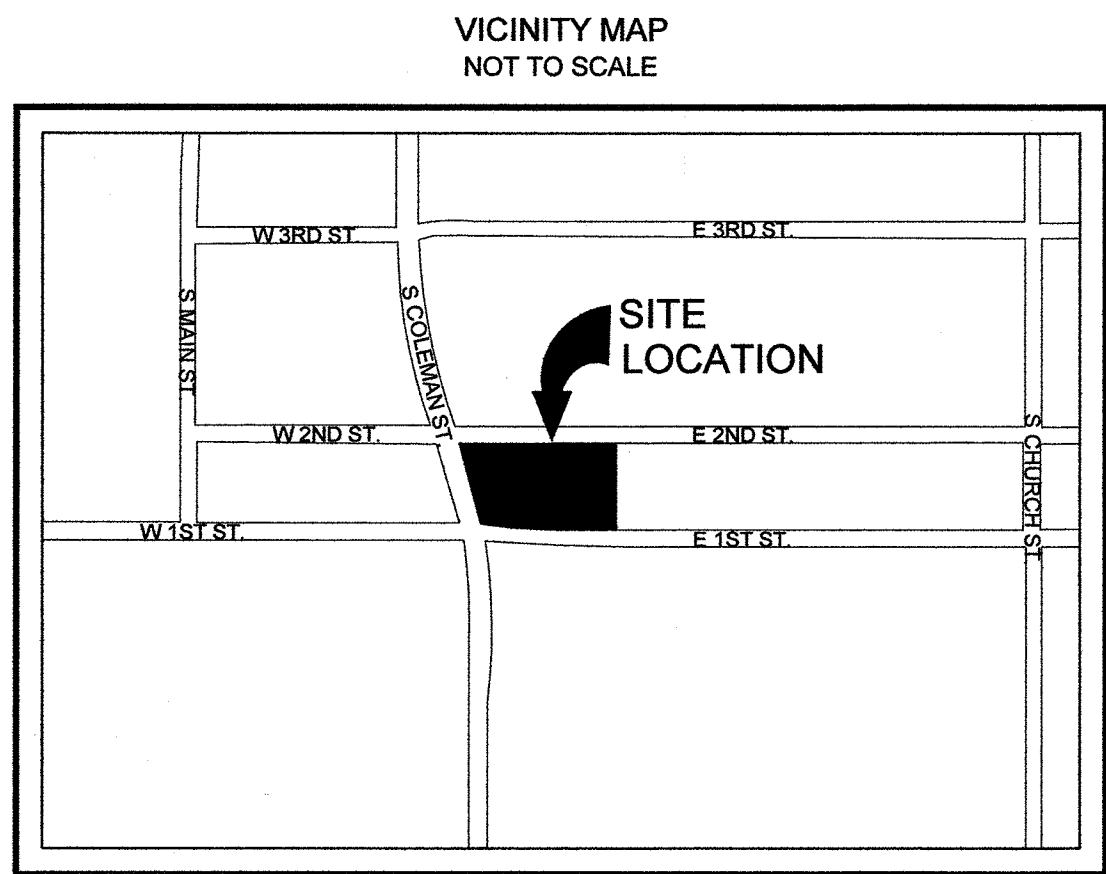 VICINITY MAP
NOT TO SCALE
W 3RD ST.
E 3RD ST.
S MAIN ST
S COLEMAN ST.
SITE
LOCATION
W 2ND ST.
E 2ND ST.
S CHURCH ST
W 1ST ST.
E 1ST ST.